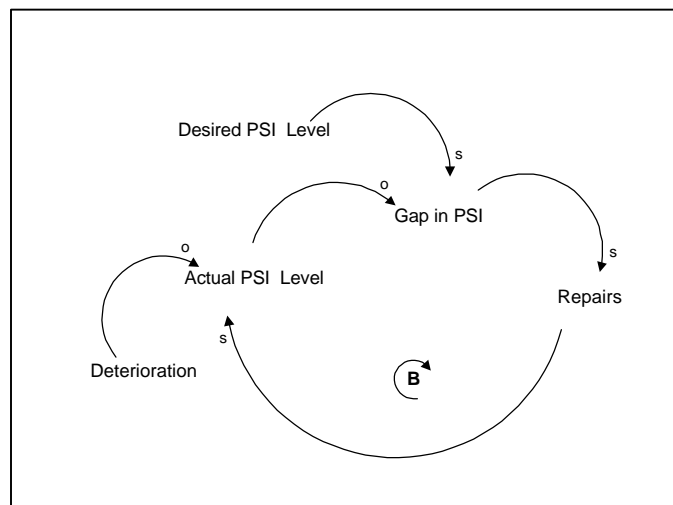 Desired PSI Level
s
o
Gap in PSI
s
o
Actual PSI Level
Repairs
s
B
Deterioration